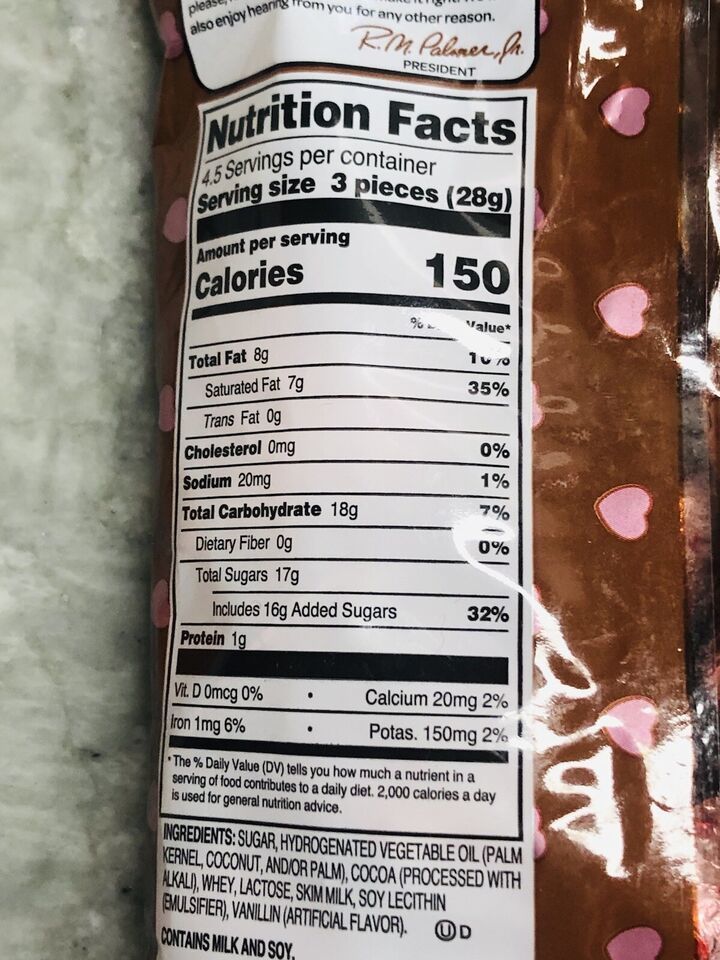 please,
also enjoy hearing from you for any other reason.
R.M. Palmer, Jr.
PRESIDENT
Nutrition Facts
4.5 Servings per container
Serving size 3 pieces (28g)
Amount per serving
Calories 150
% Value*
Total Fat 8g 10%
Saturated Fat 7g 35%
Trans Fat 0g
Cholesterol 0mg 0%
Sodium 20mg 1%
Total Carbohydrate 18g 7%
Dietary Fiber 0g 0%
Total Sugars 17g
Includes 16g Added Sugars 32%
Protein 1g
Vit. D 0mcg 0% • Calcium 20mg 2%
Iron 1mg 6% • Potas. 150mg 2%
*The % Daily Value (DV) tells you how much a nutrient in a
serving of food contributes to a daily diet. 2,000 calories a day
is used for general nutrition advice.
INGREDIENTS: SUGAR, HYDROGENATED VEGETABLE OIL (PALM
KERNEL, COCONUT, AND/OR PALM), COCOA (PROCESSED WITH
ALKALI), WHEY, LACTOSE, SKIM MILK, SOY LECITHIN
(EMULSIFIER), VANILLIN (ARTIFICIAL FLAVOR). Ⓤ D
CONTAINS MILK AND SOY.